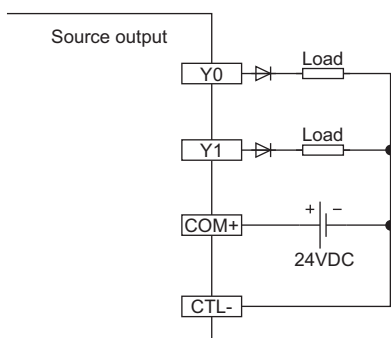 Source output
Load
Y0
Load
Y1
+ −
COM+
24VDC
CTL-